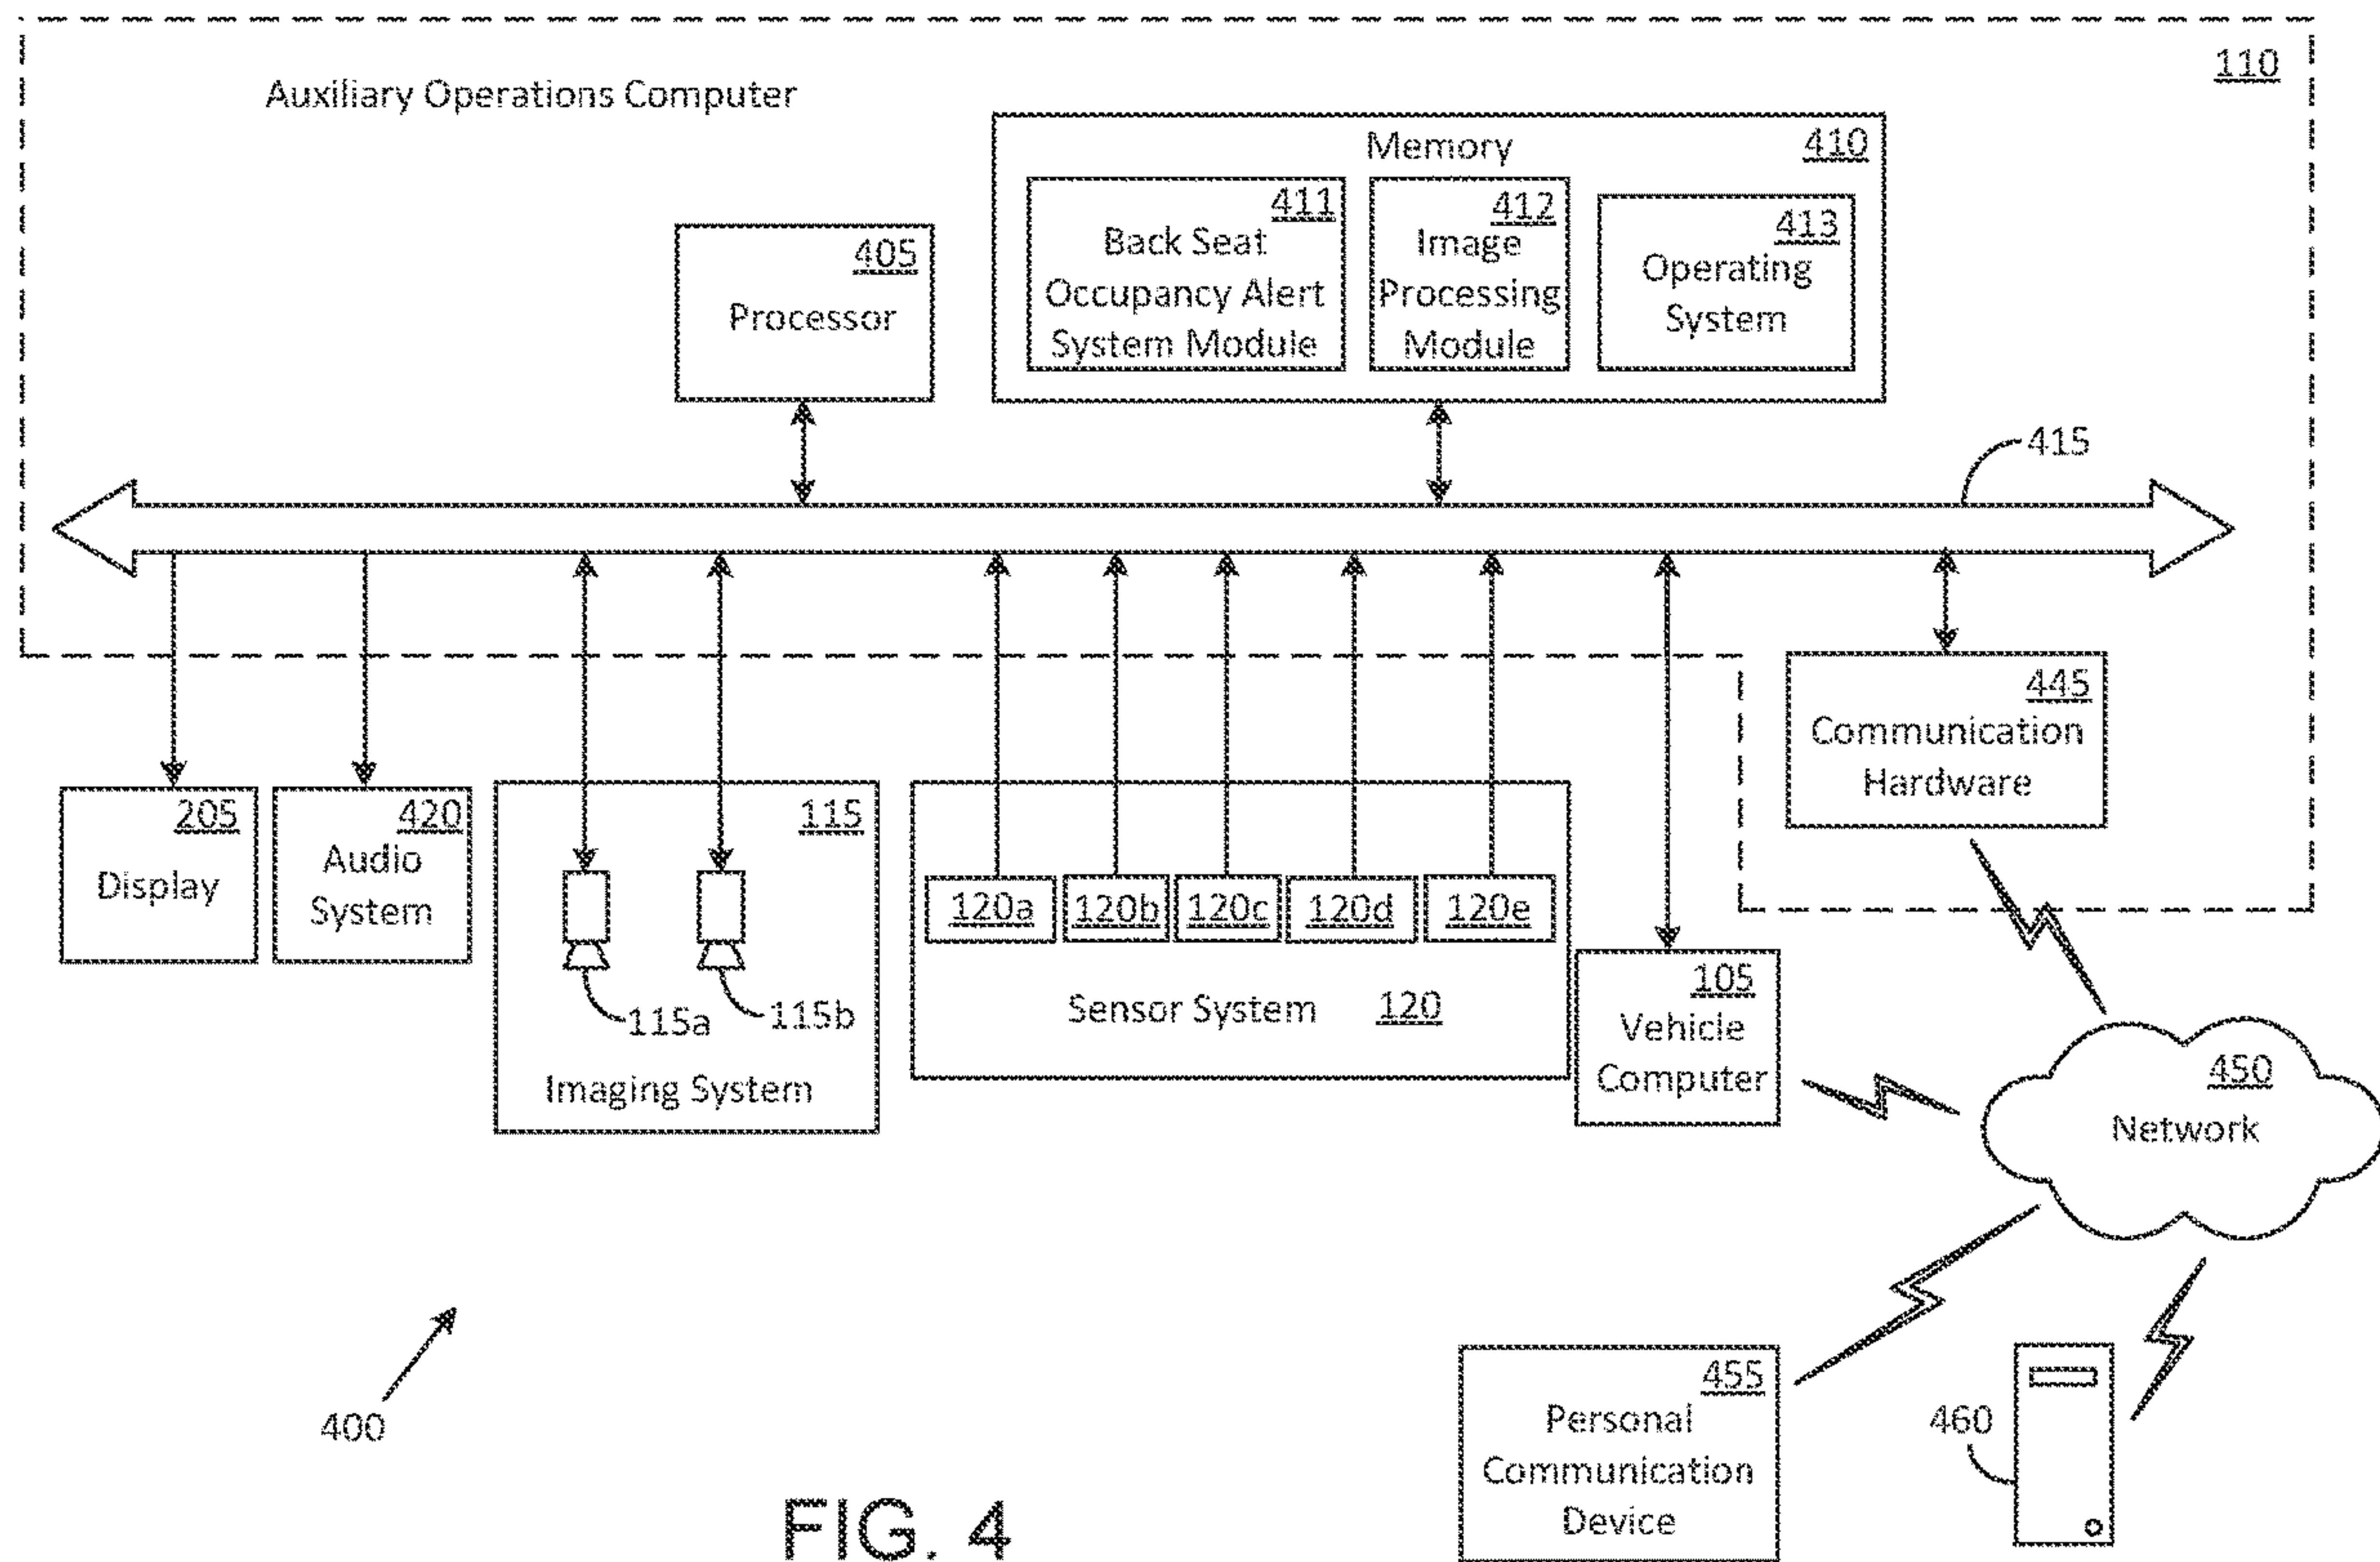 110
Auxiliary Operations Computer
Memory
410
411
Back Seat
Occupancy Alert
System Module
412
Image
Processing
Module
413
Operating
System
405
Processor
415
205
Display
420
Audio
System
115
115a
115b
Imaging System
120a
120b
120c
120d
120e
Sensor System
120
105
Vehicle
Computer
445
Communication
Hardware
450
Network
455
Personal
Communication
Device
460
400
FIG. 4